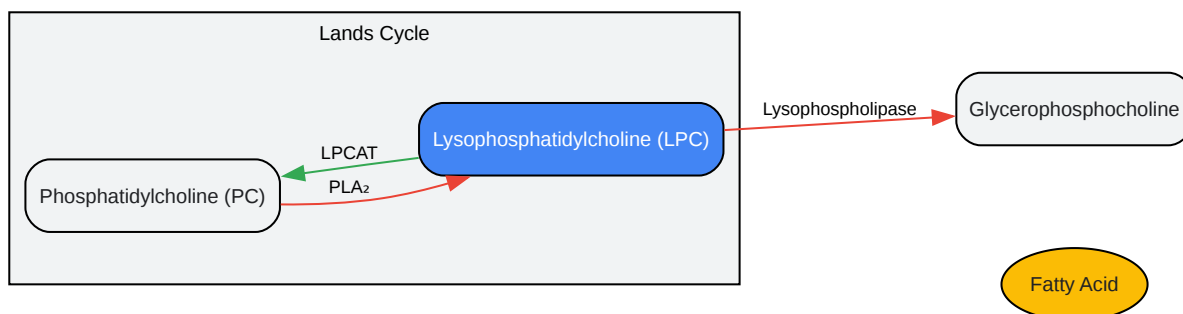 Lands Cycle
Lysophospholipase
Glycerophosphocholine
Lysophosphatidylcholine (LPC)
LPCAT
PLA₂
Phosphatidylcholine (PC)
Fatty Acid